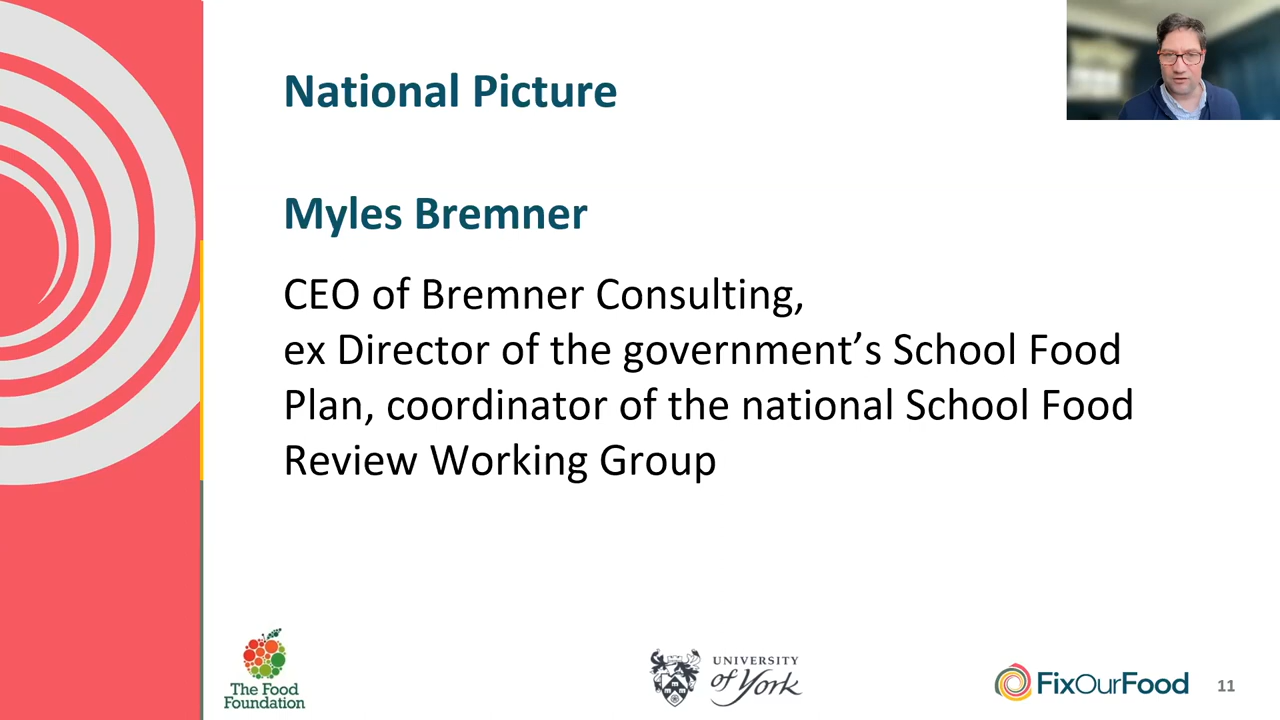 National Picture
Myles Bremner
CEO of Bremner Consulting,
ex Director of the government’s School Food
Plan, coordinator of the national School Food
Review Working Group
The Food
Foundation
UNIVERSITY
of York
FixOurFood
11